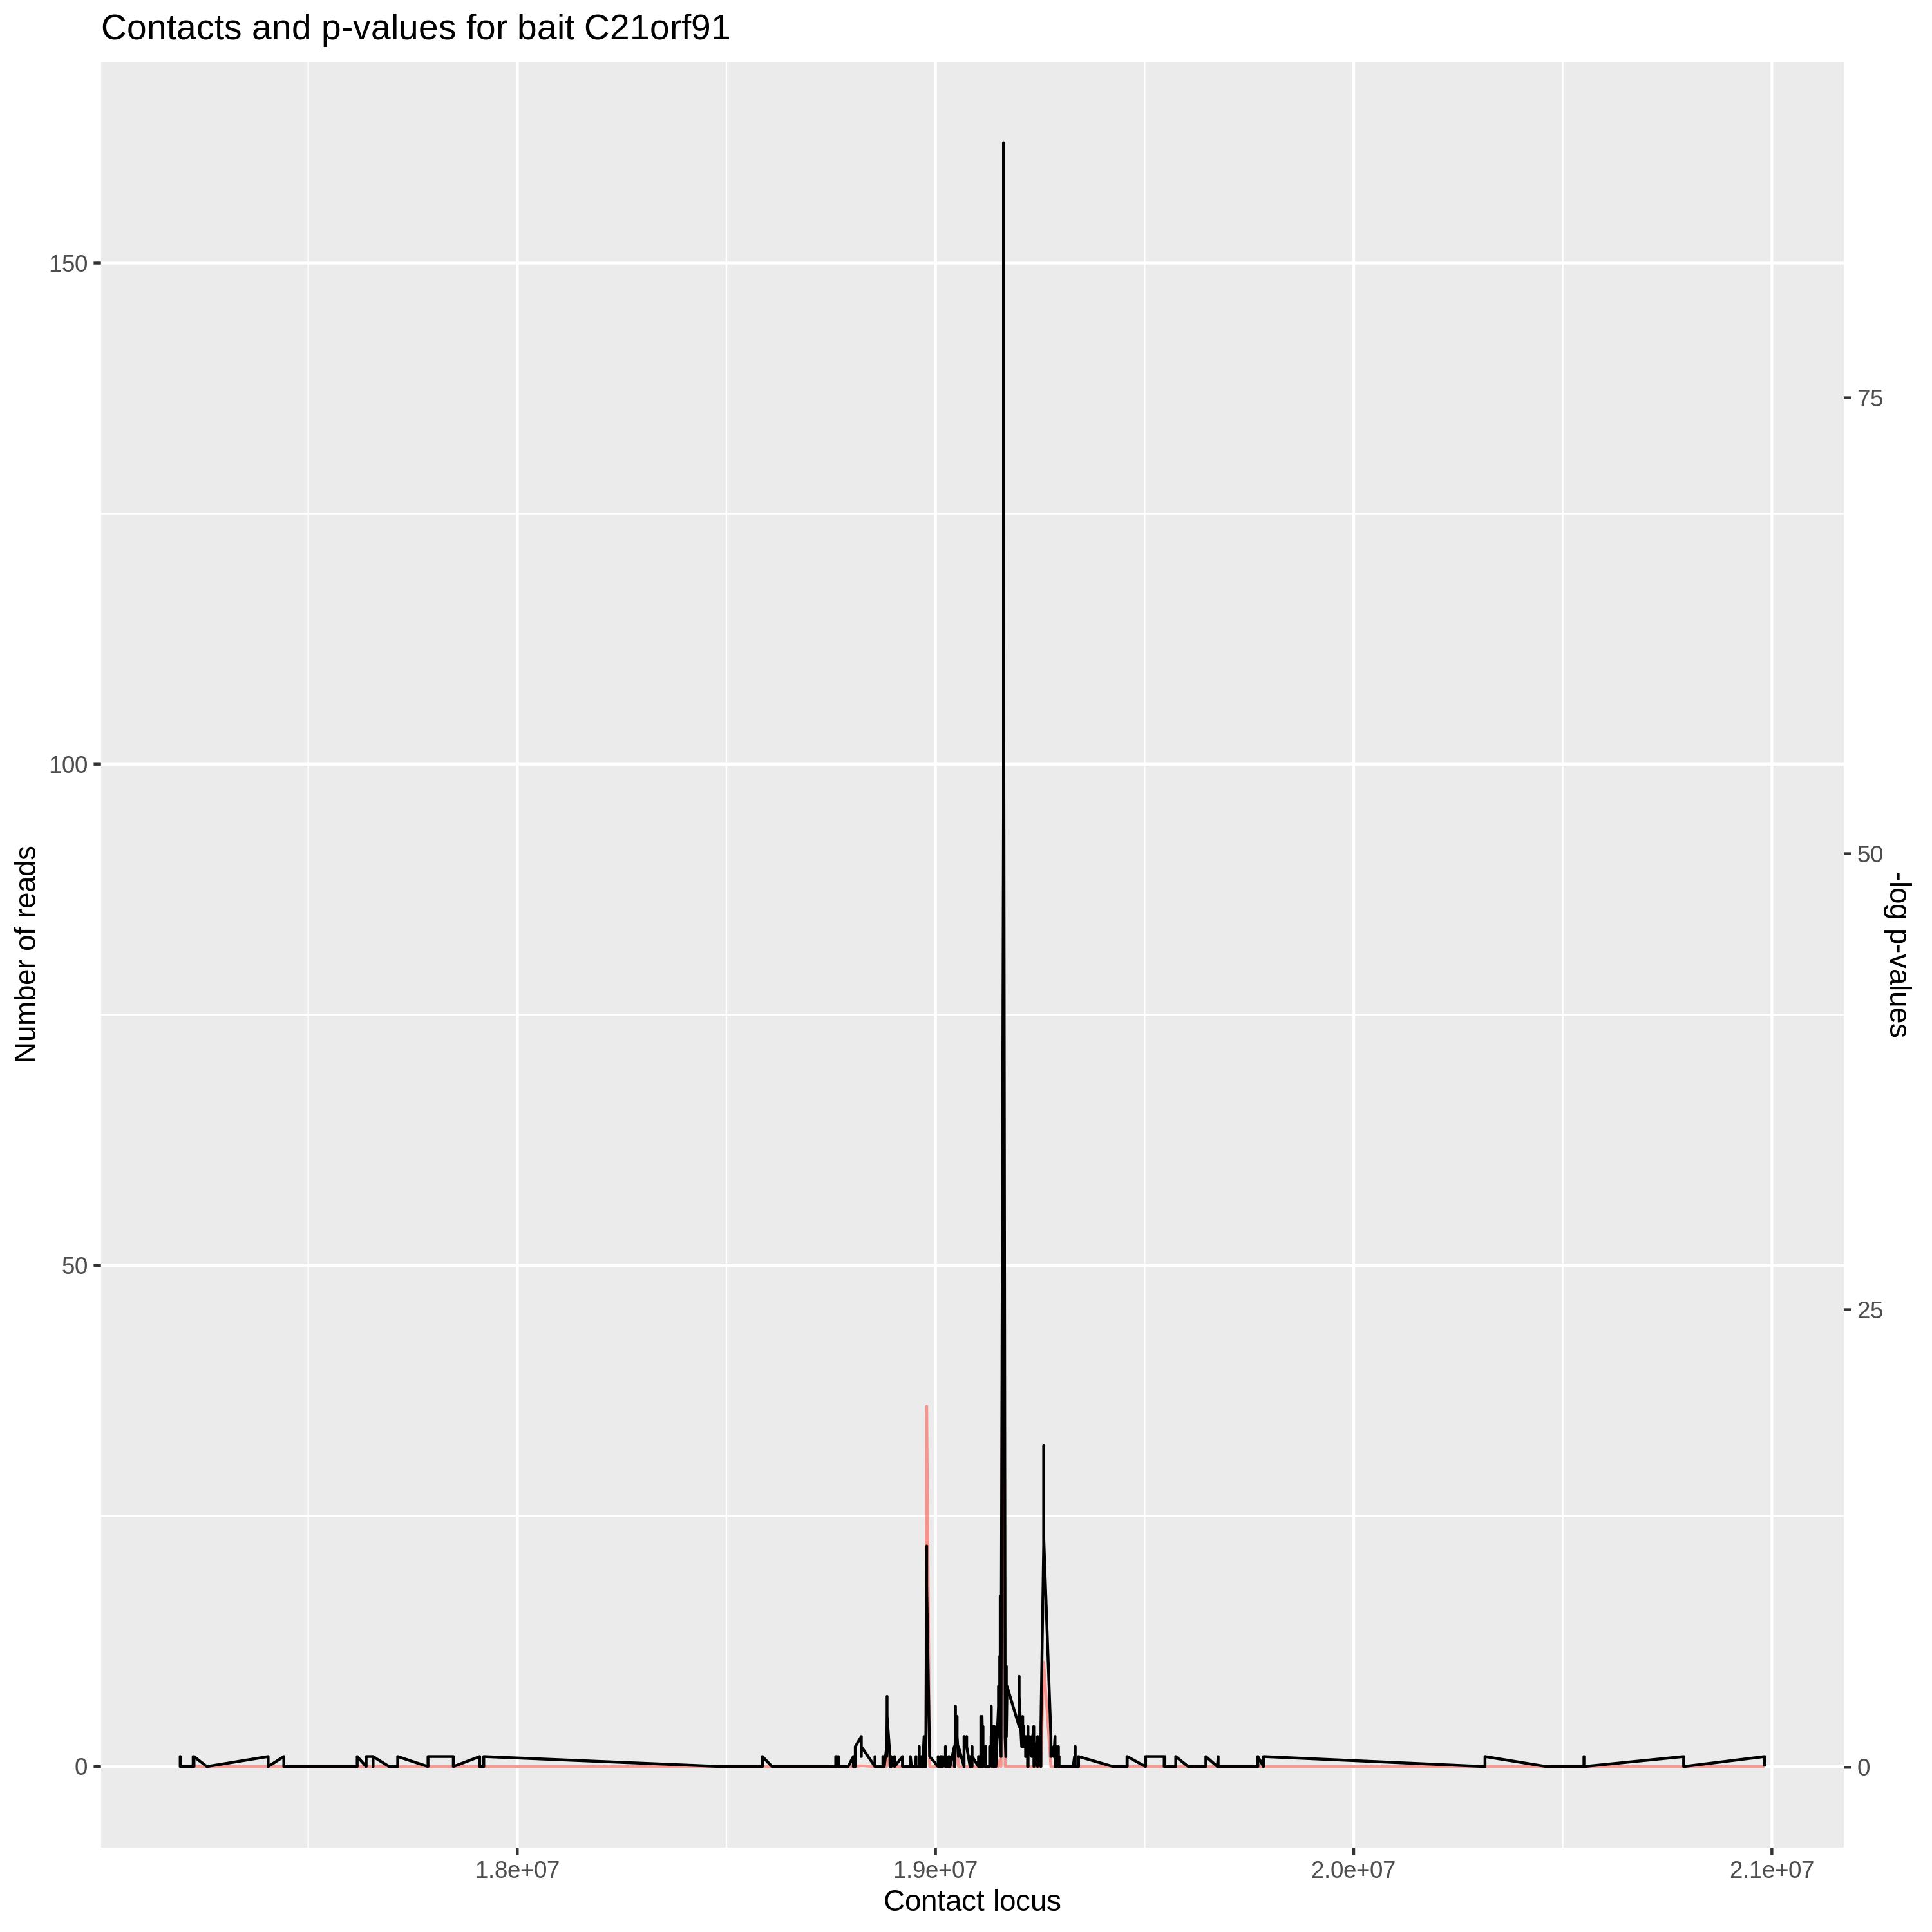 Contacts and p-values for bait C21orf91
150
100
50
0
75
50
25
0
Number of reads
-log p-values
1.8e+07
1.9e+07
2.0e+07
2.1e+07
Contact locus